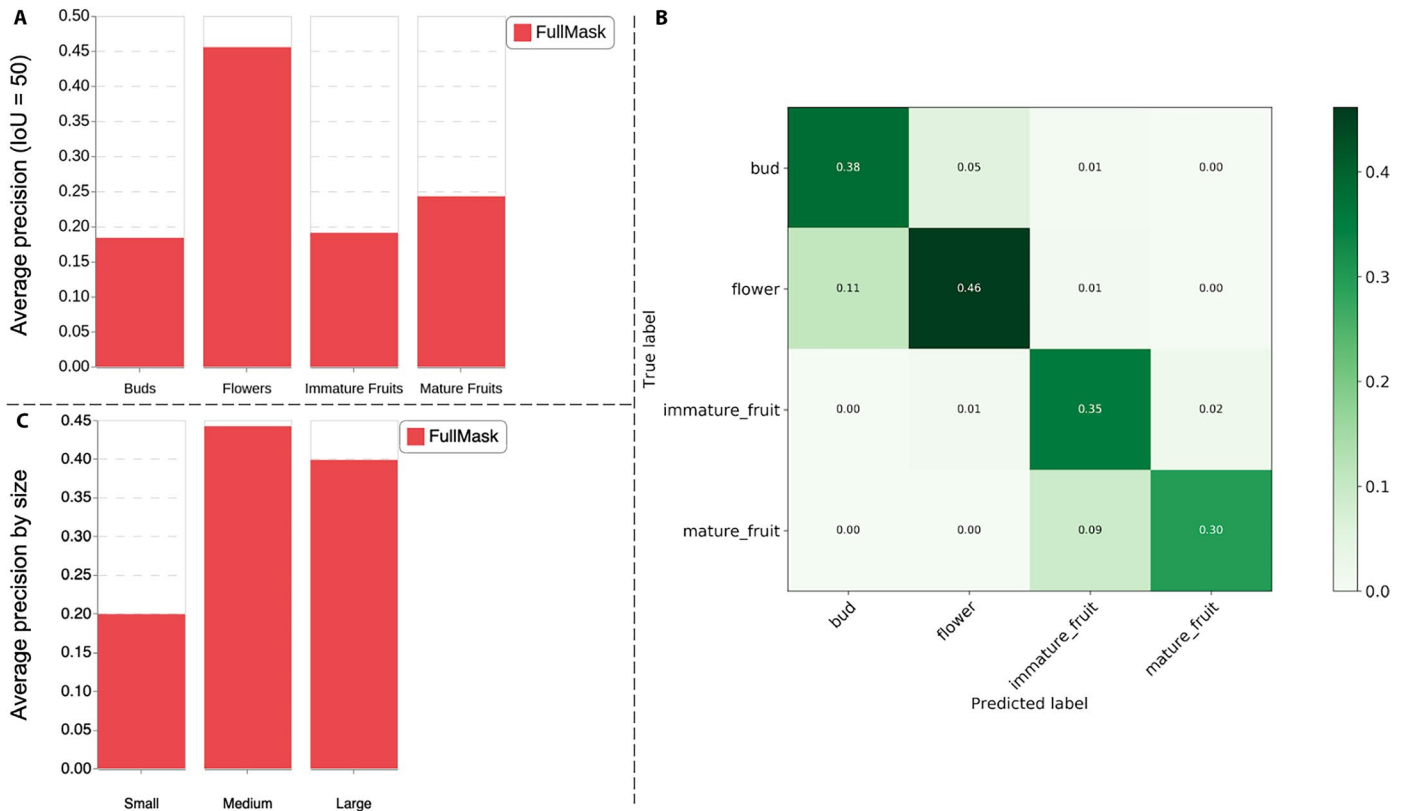 A
Average precision (IoU = 50)
0.50
0.45
0.40
0.35
0.30
0.25
0.20
0.15
0.10
0.05
0.00
Buds Flowers Immature Fruits Mature Fruits
FullMask
C
Average precision by size
0.45
0.40
0.35
0.30
0.25
0.20
0.15
0.10
0.05
0.00
Small Medium Large
FullMask
B
True label
bud 0.38 0.05 0.01 0.00
flower 0.11 0.46 0.01 0.00
immature_fruit 0.00 0.01 0.35 0.02
mature_fruit 0.00 0.00 0.09 0.30
bud flower immature_fruit mature_fruit
Predicted label
0.4
0.3
0.2
0.1
0.0